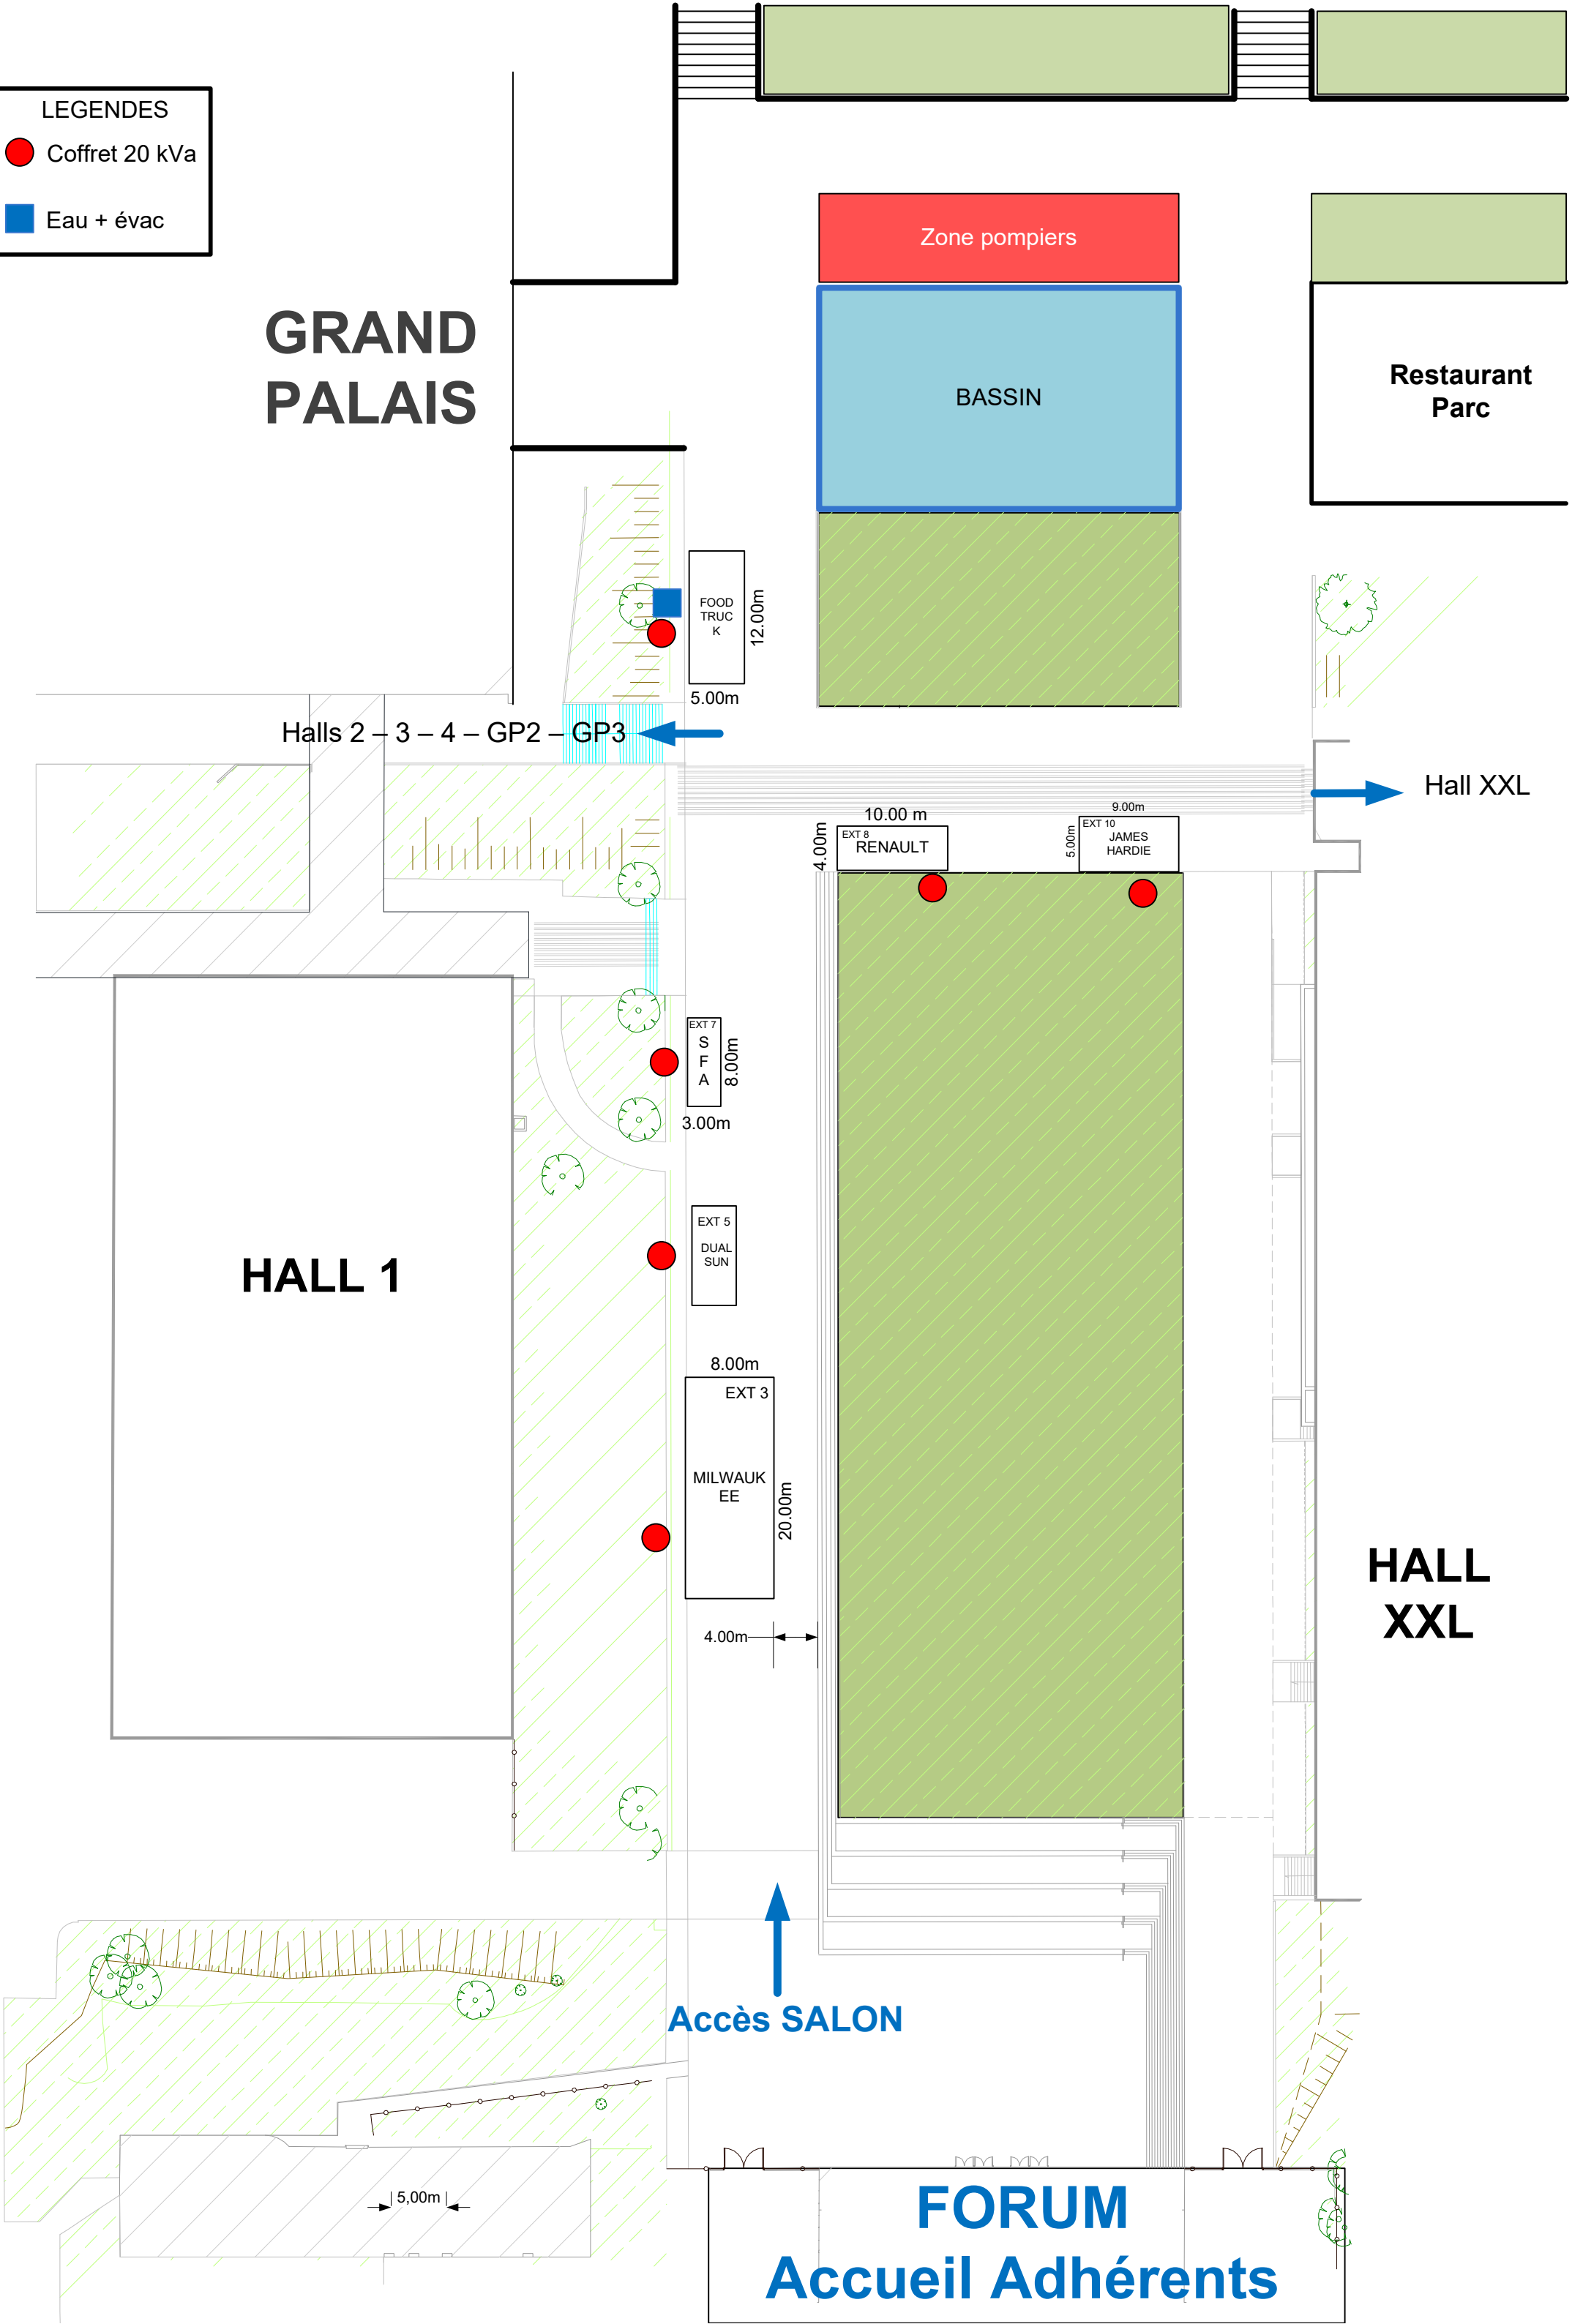 LEGENDES
Coffret 20 kVa
Eau + évac
Zone pompiers
GRAND
PALAIS
BASSIN
Restaurant
Parc
FOOD
TRUC
K
12.00m
5.00m
Halls 2 – 3 – 4 – GP2 – GP3
Hall XXL
10.00 m
4.00m
EXT 8
RENAULT
9.00m
5.00m
EXT 10
JAMES
HARDIE
EXT 7
S
F
A
8.00m
3.00m
EXT 5
DUAL
SUN
HALL 1
8.00m
EXT 3
MILWAUK
EE
20.00m
4.00m
HALL
XXL
Accès SALON
5,00m
FORUM
Accueil Adhérents